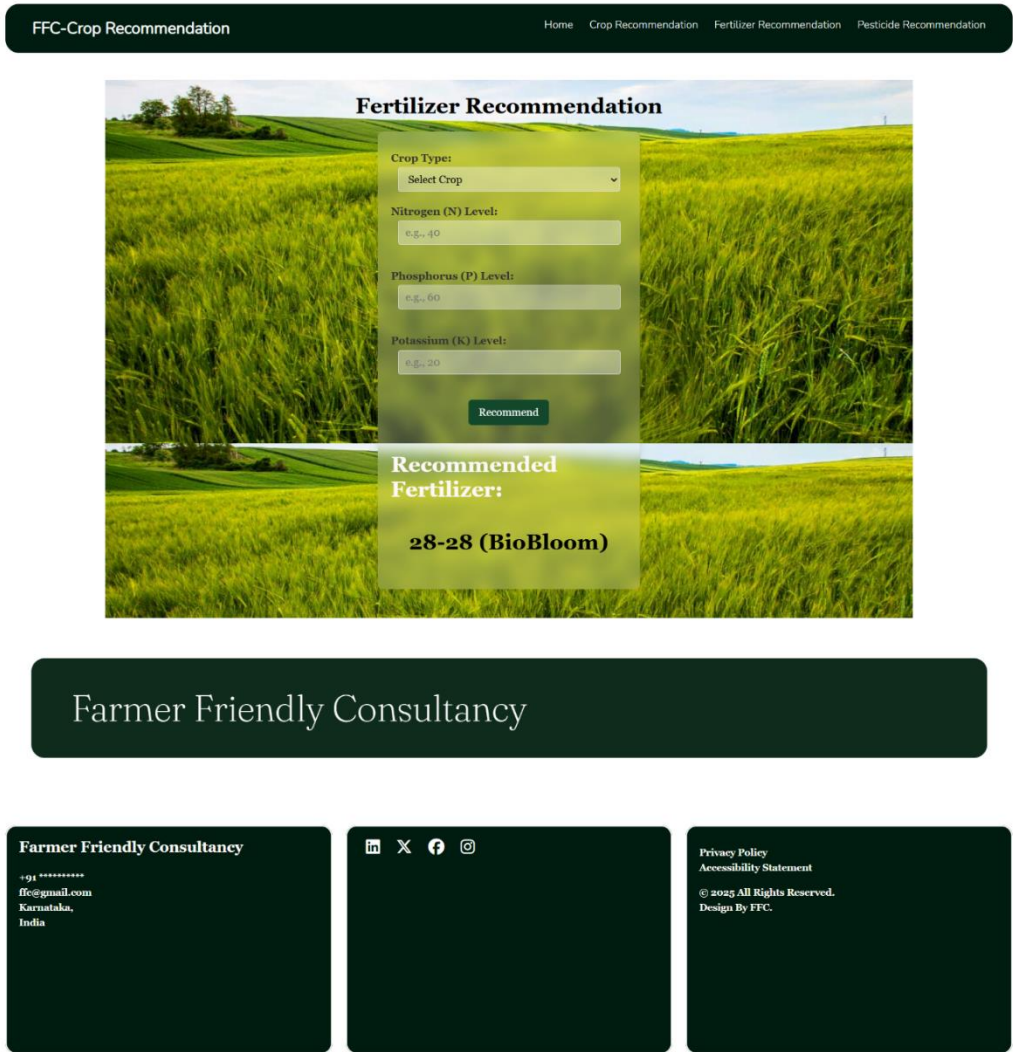 FFC-Crop Recommendation
Home Crop Recommendation Fertilizer Recommendation Pesticide Recommendation
Fertilizer Recommendation
Crop Type:
Select Crop
Nitrogen (N) Level:
e.g., 40
Phosphorus (P) Level:
e.g., 60
Potassium (K) Level:
e.g., 20
Recommend
Recommended
Fertilizer:
28-28 (BioBloom)
Farmer Friendly Consultancy
Farmer Friendly Consultancy
+91 **********
ffc@gmail.com
Karnataka,
India
Privacy Policy
Accessibility Statement
© 2025 All Rights Reserved.
Design By FFC.